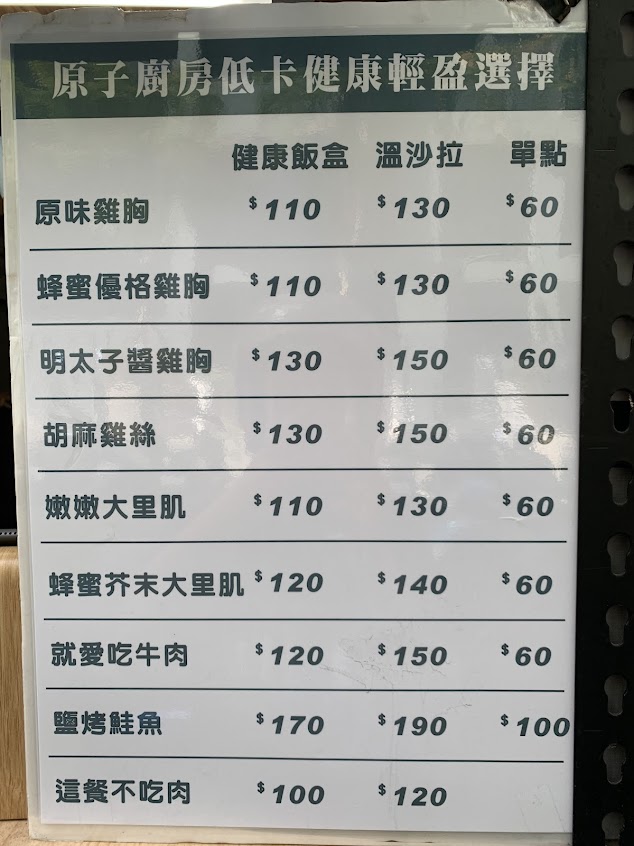 原子廚房低卡健康輕盈選擇
健康飯盒 溫沙拉 單點
原味雞胸 $110 $130 $60
蜂蜜優格雞胸 $110 $130 $60
明太子醬雞胸 $130 $150 $60
胡麻雞絲 $130 $150 $60
嫩嫩大里肌 $110 $130 $60
蜂蜜芥末大里肌 $120 $140 $60
就愛吃牛肉 $120 $150 $60
鹽烤鮭魚 $170 $190 $100
這餐不吃肉 $100 $120